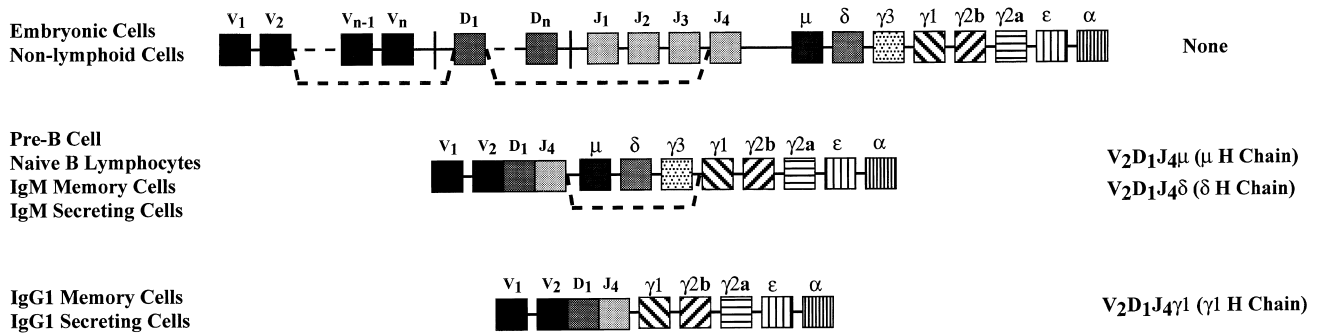 V1 V2 Vn-1 Vn D1 Dn J1 J2 J3 J4 μ δ γ3 γ1 γ2b γ2a ε α
Embryonic Cells
Non-lymphoid Cells
None
Pre-B Cell
Naive B Lymphocytes
IgM Memory Cells
IgM Secreting Cells
V1 V2 D1 J4 μ δ γ3 γ1 γ2b γ2a ε α
V2D1J4μ (μ H Chain)
V2D1J4δ (δ H Chain)
IgG1 Memory Cells
IgG1 Secreting Cells
V1 V2 D1 J4 γ1 γ2b γ2a ε α
V2D1J4γ1 (γ1 H Chain)